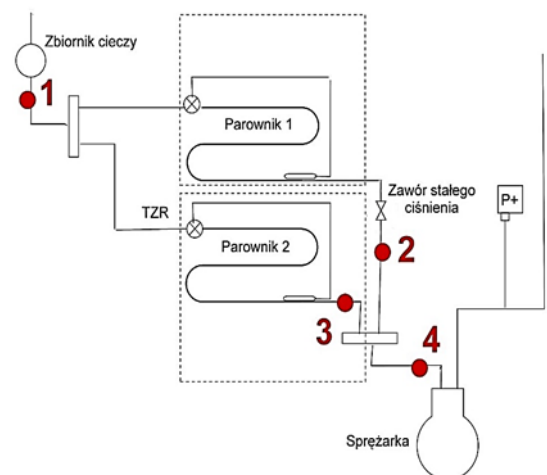 Zbiornik cieczy
1
Parownik 1
Zawór stałego
ciśnienia
P+
TZR
Parownik 2
2
3
4
Sprężarka